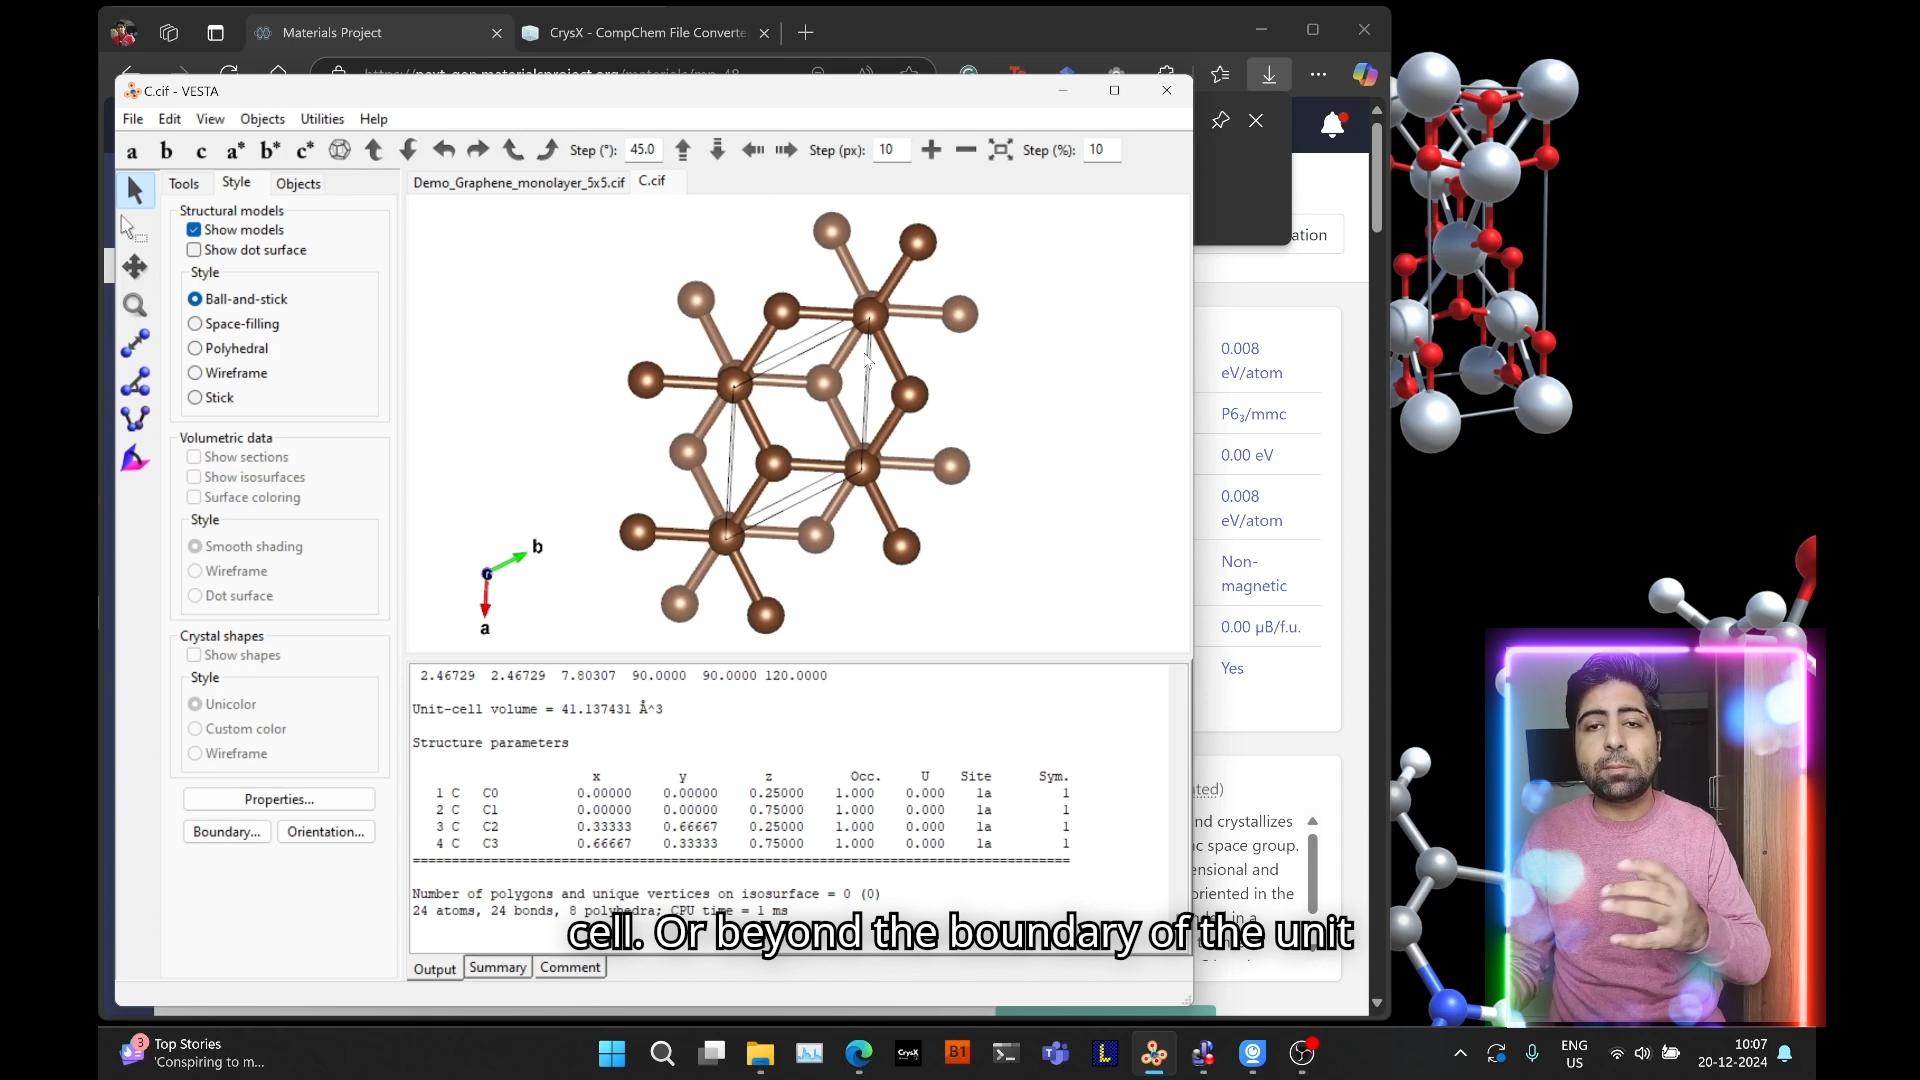 Materials Project
CrysX - CompChem File Converte
C.cif - VESTA
File Edit View Objects Utilities Help
a b c a* b* c* Step (°): 45.0 Step (px): 10 Step (%): 10
Tools Style Objects
Demo_Graphene_monolayer_5x5.cif C.cif
Structural models
Show models
Show dot surface
Style
Ball-and-stick
Space-filling
Polyhedral
Wireframe
Stick
Volumetric data
Show sections
Show isosurfaces
Surface coloring
Style
Smooth shading
Wireframe
Dot surface
Crystal shapes
Show shapes
Style
Unicolor
Custom color
Wireframe
Properties...
Boundary... Orientation...
b
a
2.46729 2.46729 7.80307 90.0000 90.0000 120.0000
Unit-cell volume = 41.137431 Å^3
Structure parameters
x y z Occ. U Site Sym.
1 C C0 0.00000 0.00000 0.25000 1.000 0.000 1a 1
2 C C1 0.00000 0.00000 0.75000 1.000 0.000 1a 1
3 C C2 0.33333 0.66667 0.25000 1.000 0.000 1a 1
4 C C3 0.66667 0.33333 0.75000 1.000 0.000 1a 1
Number of polygons and unique vertices on isosurface = 0 (0)
24 atoms, 24 bonds, 8 polyhedra; CPU time = 1 ms
Output Summary Comment
ation
0.008
eV/atom
P6₃/mmc
0.00 eV
0.008
eV/atom
Non-
magnetic
0.00 µB/f.u.
Yes
ted)
nd crystallizes
ic space group.
ensional and
oriented in the
cell. Or beyond the boundary of the unit
3 Top Stories
'Conspiring to m...
CrysX
B1
L
ENG
US
10:07
20-12-2024